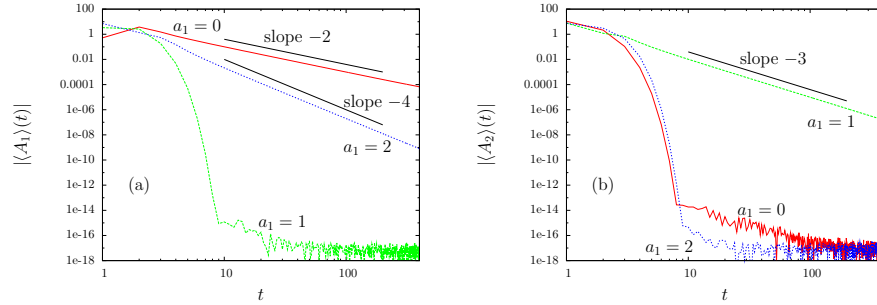 100
1
0.01
0.0001
1e-06
1e-08
1e-10
1e-12
1e-14
1e-16
1e-18
1
10
100
|⟨A₁⟩(t)|
t
a₁ = 0
slope −2
slope −4
a₁ = 2
(a)
a₁ = 1
100
1
0.01
0.0001
1e-06
1e-08
1e-10
1e-12
1e-14
1e-16
1e-18
1
10
100
|⟨A₂⟩(t)|
t
slope −3
a₁ = 1
(b)
a₁ = 0
a₁ = 2